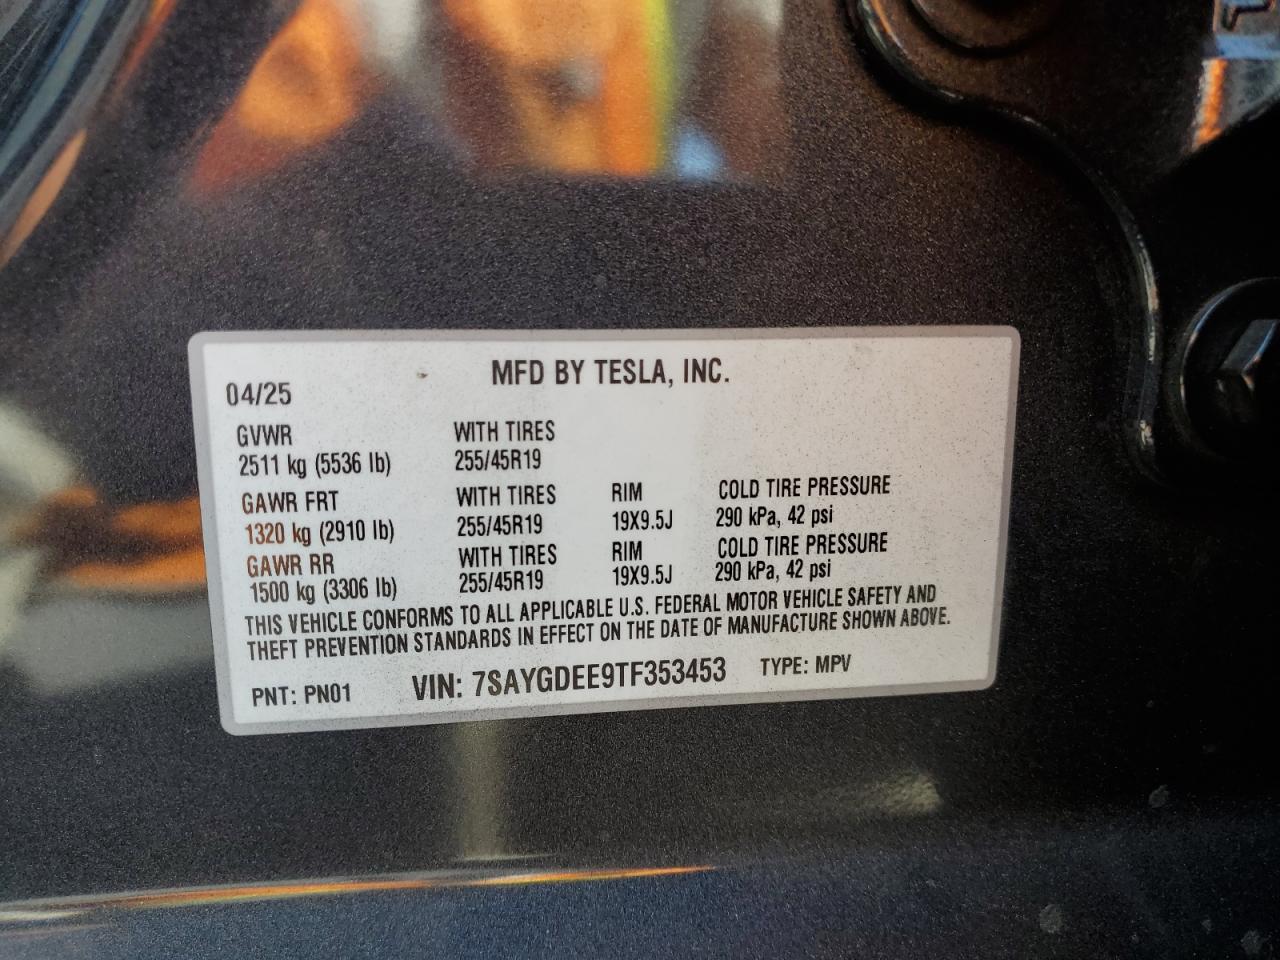 MFD BY TESLA, INC.
04/25
GVWR WITH TIRES
2511 kg (5536 lb) 255/45R19
GAWR FRT WITH TIRES RIM COLD TIRE PRESSURE
1320 kg (2910 lb) 255/45R19 19X9.5J 290 kPa, 42 psi
GAWR RR WITH TIRES RIM COLD TIRE PRESSURE
1500 kg (3306 lb) 255/45R19 19X9.5J 290 kPa, 42 psi
THIS VEHICLE CONFORMS TO ALL APPLICABLE U.S. FEDERAL MOTOR VEHICLE SAFETY AND
THEFT PREVENTION STANDARDS IN EFFECT ON THE DATE OF MANUFACTURE SHOWN ABOVE.
PNT: PN01 VIN: 7SAYGDEE9TF353453 TYPE: MPV